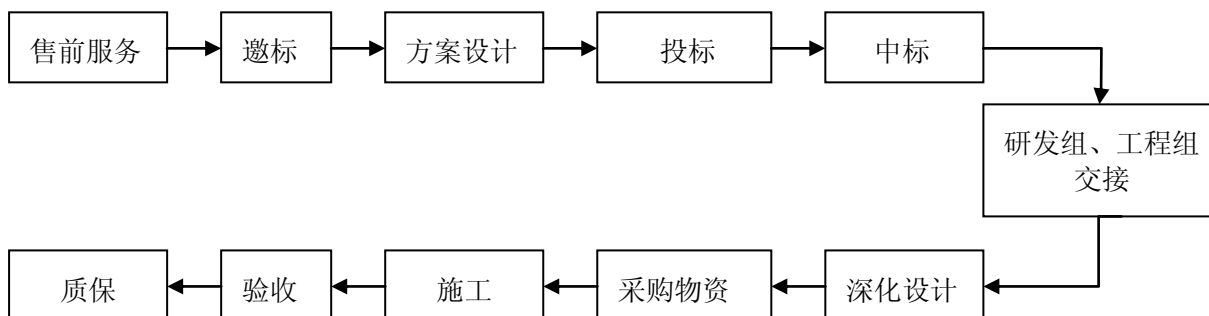 售前服务
邀标
方案设计
投标
中标
研发组、工程组
交接
深化设计
采购物资
施工
验收
质保